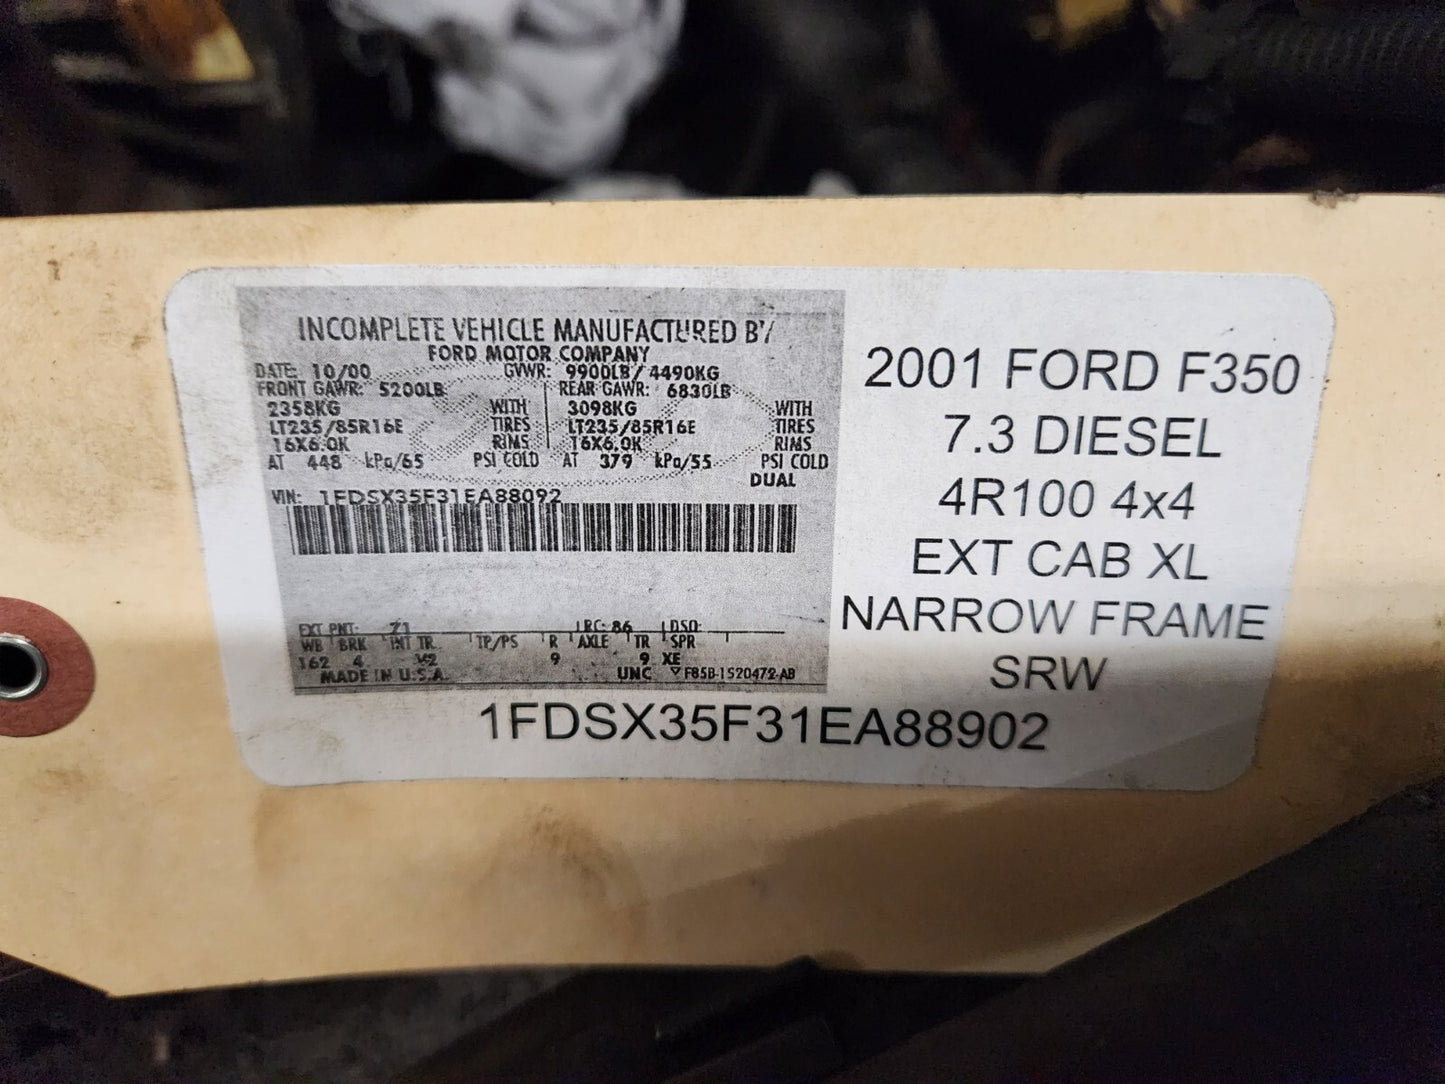 INCOMPLETE VEHICLE MANUFACTURED BY
FORD MOTOR COMPANY
DATE: 10/00 GVWR: 9900LB / 4490KG
FRONT GAWR: 5200LB REAR GAWR: 6830LB
2358KG WITH 3098KG WITH
LT235/85R16E TIRES LT235/85R16E TIRES
16X6.0K RIMS 16X6.0K RIMS
AT 448 kPa/65 PSI COLD AT 379 kPa/55 PSI COLD
DUAL
VIN: 1FDSX35F31EA88092
EXT PNT: Z1 RC: 86 DSO:
WB BRK INT TR TP/PS R AXLE TR SPR
162 4 9 9 XE
MADE IN U.S.A. UNC ▽ F85B-1520472-AB
2001 FORD F350
7.3 DIESEL
4R100 4x4
EXT CAB XL
NARROW FRAME
SRW
1FDSX35F31EA88902